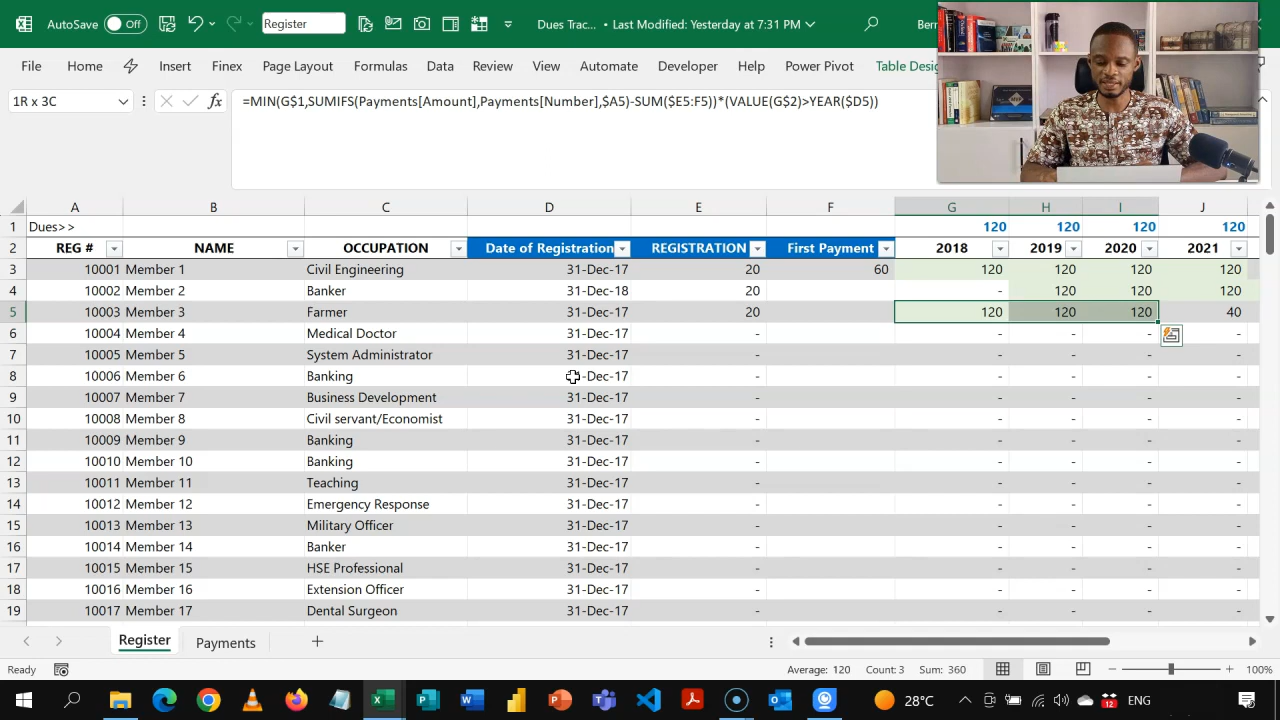 AutoSave Off Register Dues Trac... • Last Modified: Yesterday at 7:31 PM Bern
File Home Insert Finex Page Layout Formulas Data Review View Automate Developer Help Power Pivot Table Desig
1R x 3C fx =MIN(G$1,SUMIFS(Payments[Amount],Payments[Number],$A5)-SUM($E5:F5))*(VALUE(G$2)>YEAR($D5))
A B C D E F G H I J
1 Dues>> 120 120 120 120
2 REG # NAME OCCUPATION Date of Registration REGISTRATION First Payment 2018 2019 2020 2021
3 10001 Member 1 Civil Engineering 31-Dec-17 20 60 120 120 120 120
4 10002 Member 2 Banker 31-Dec-18 20 - 120 120 120
5 10003 Member 3 Farmer 31-Dec-17 20 120 120 120 40
6 10004 Member 4 Medical Doctor 31-Dec-17 - - - - -
7 10005 Member 5 System Administrator 31-Dec-17 - - - - -
8 10006 Member 6 Banking -Dec-17 - - - - -
9 10007 Member 7 Business Development 31-Dec-17 - - - - -
10 10008 Member 8 Civil servant/Economist 31-Dec-17 - - - - -
11 10009 Member 9 Banking 31-Dec-17 - - - - -
12 10010 Member 10 Banking 31-Dec-17 - - - - -
13 10011 Member 11 Teaching 31-Dec-17 - - - - -
14 10012 Member 12 Emergency Response 31-Dec-17 - - - - -
15 10013 Member 13 Military Officer 31-Dec-17 - - - - -
16 10014 Member 14 Banker 31-Dec-17 - - - - -
17 10015 Member 15 HSE Professional 31-Dec-17 - - - - -
18 10016 Member 16 Extension Officer 31-Dec-17 - - - - -
19 10017 Member 17 Dental Surgeon 31-Dec-17 - - - - -
Register Payments
Ready Average: 120 Count: 3 Sum: 360 100%
28°C 12 ENG